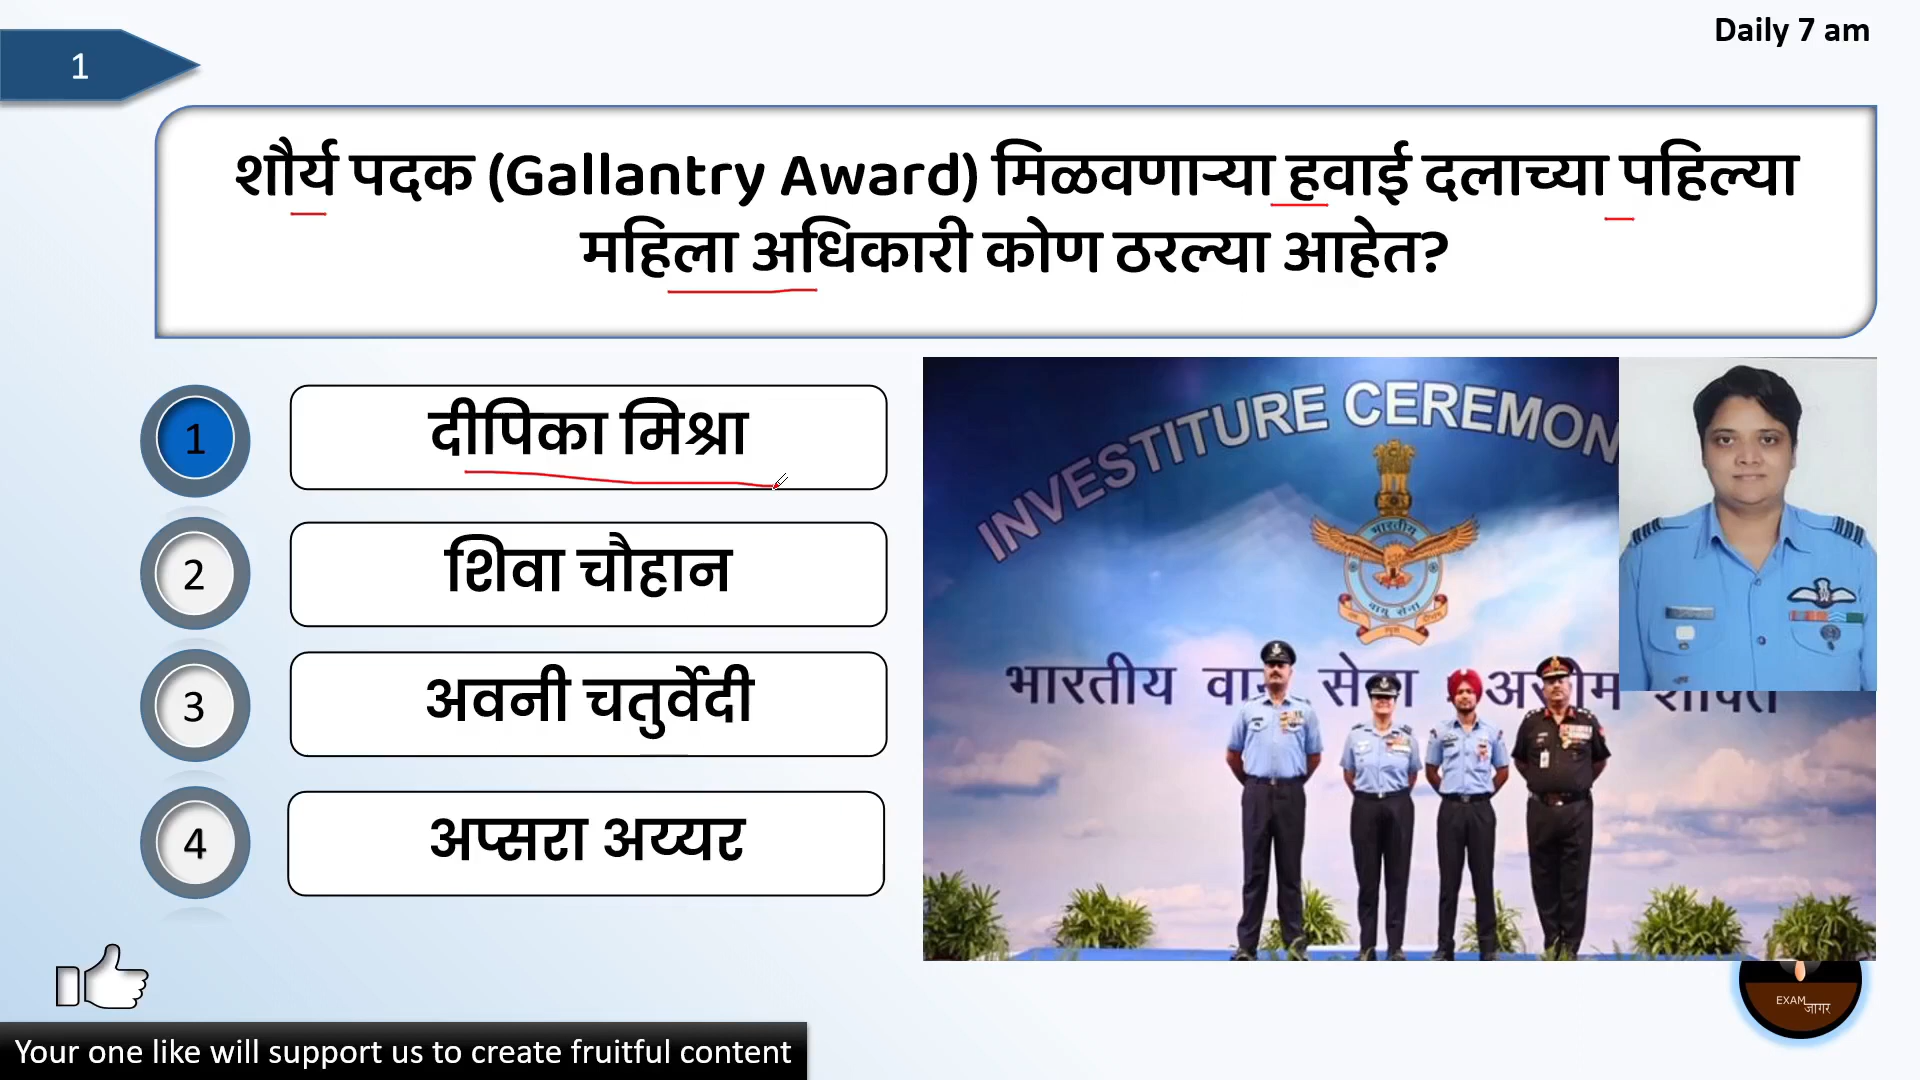 Daily 7 am
1
शौर्य पदक (Gallantry Award) मिळवणाऱ्या हवाई दलाच्या पहिल्या
महिला अधिकारी कोण ठरल्या आहेत?
1
दीपिका मिश्रा
2
शिवा चौहान
3
अवनी चतुर्वेदी
4
अप्सरा अय्यर
INVESTITURE CEREMON
भारतीय
वायु सेना
भारतीय वा सेना अ म शक्ति
EXAM
जागर
Your one like will support us to create fruitful content